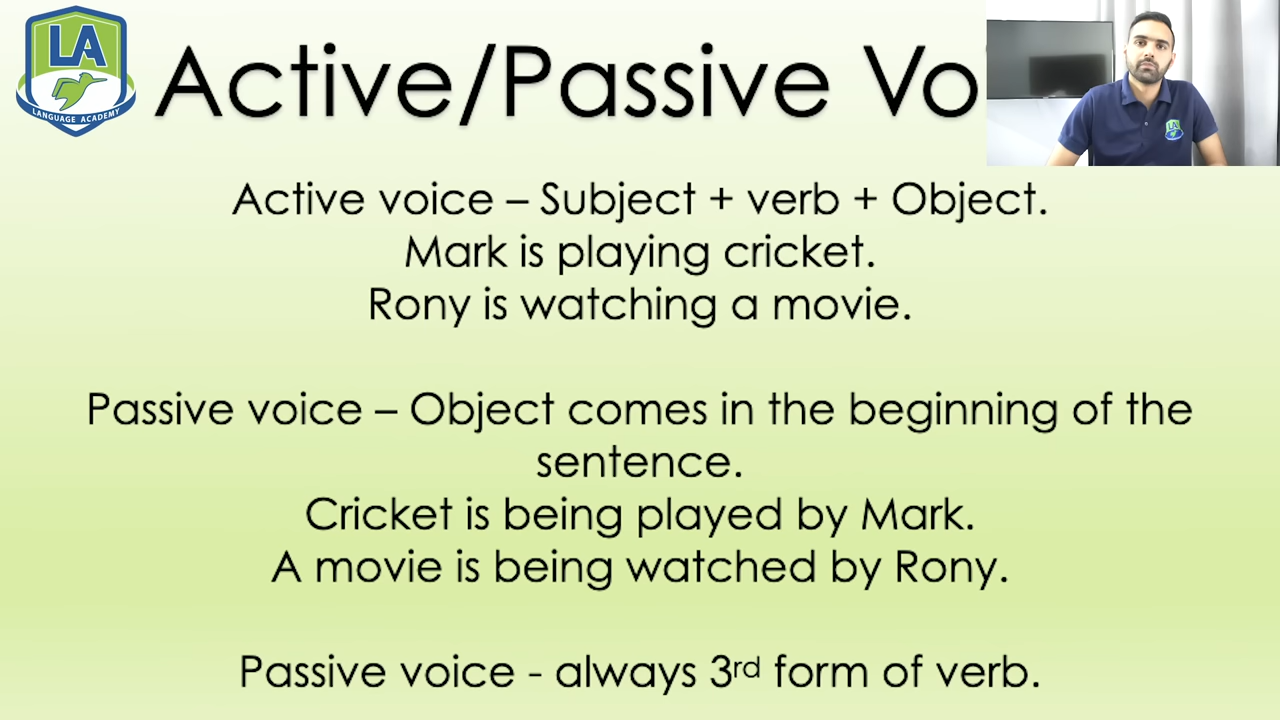 LA
LANGUAGE ACADEMY
Active/Passive Vo
Active voice – Subject + verb + Object.
Mark is playing cricket.
Rony is watching a movie.
Passive voice – Object comes in the beginning of the
sentence.
Cricket is being played by Mark.
A movie is being watched by Rony.
Passive voice - always 3rd form of verb.
LA